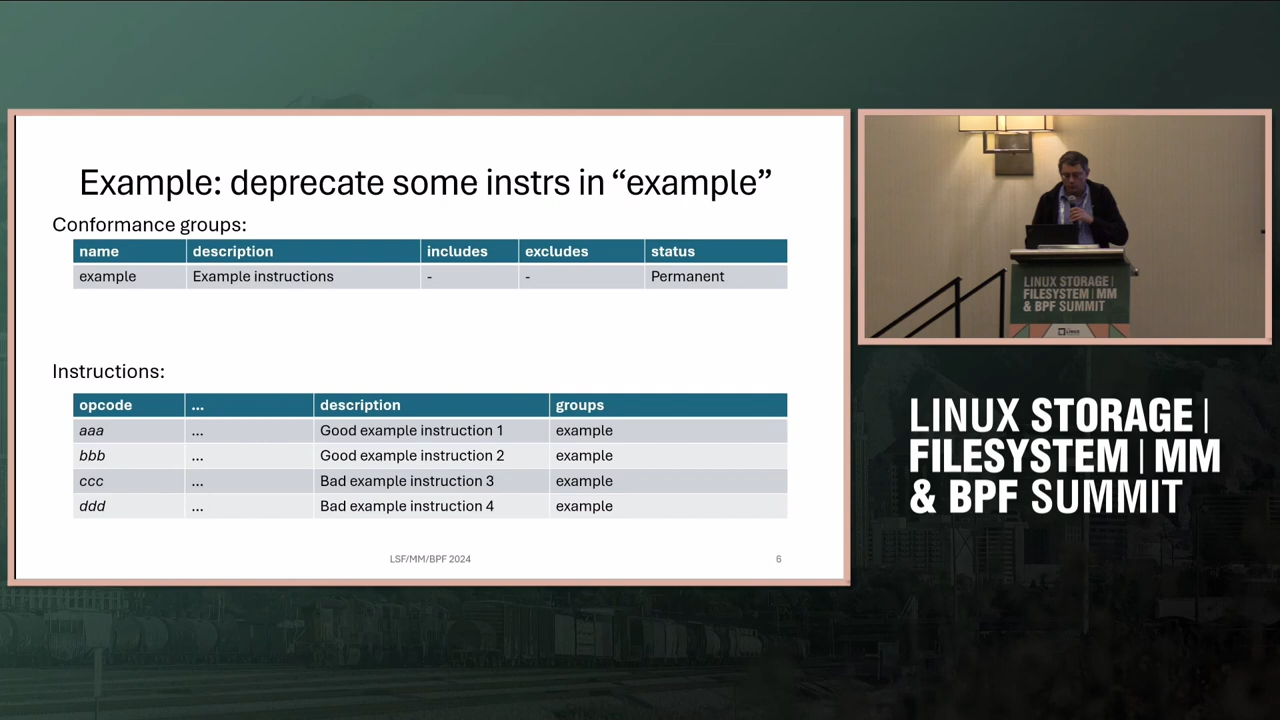 Example: deprecate some instrs in “example”
Conformance groups:
name description includes excludes status
example Example instructions - - Permanent
Instructions:
opcode ... description groups
aaa ... Good example instruction 1 example
bbb ... Good example instruction 2 example
ccc ... Bad example instruction 3 example
ddd ... Bad example instruction 4 example
LSF/MM/BPF 2024 6
LINUX STORAGE |
FILESYSTEM | MM
& BPF SUMMIT
LINUX STORAGE |
FILESYSTEM | MM
& BPF SUMMIT